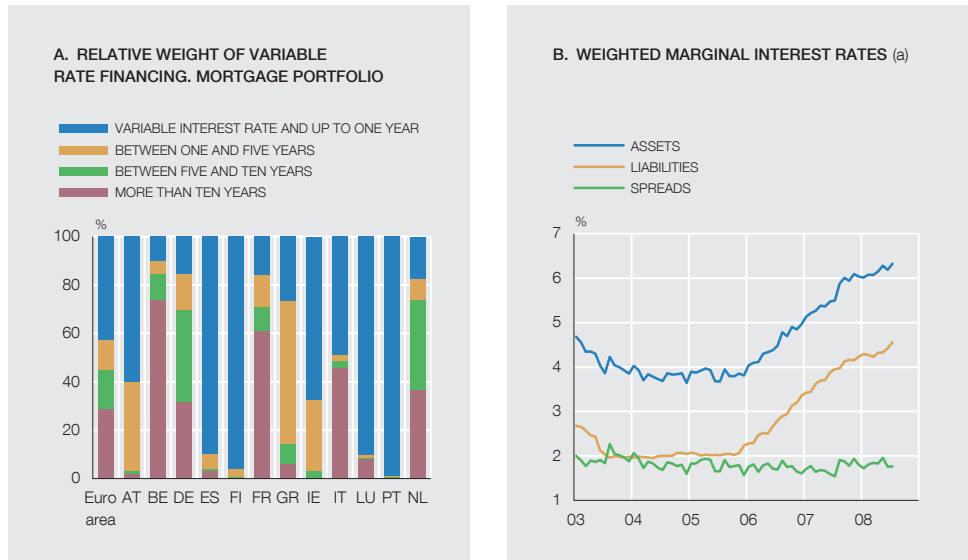 A. RELATIVE WEIGHT OF VARIABLE
RATE FINANCING. MORTGAGE PORTFOLIO
VARIABLE INTEREST RATE AND UP TO ONE YEAR
BETWEEN ONE AND FIVE YEARS
BETWEEN FIVE AND TEN YEARS
MORE THAN TEN YEARS
%
100
80
60
40
20
0
Euro area AT BE DE ES FI FR GR IE IT LU PT NL
B. WEIGHTED MARGINAL INTEREST RATES (a)
ASSETS
LIABILITIES
SPREADS
%
7
6
5
4
3
2
1
03 04 05 06 07 08